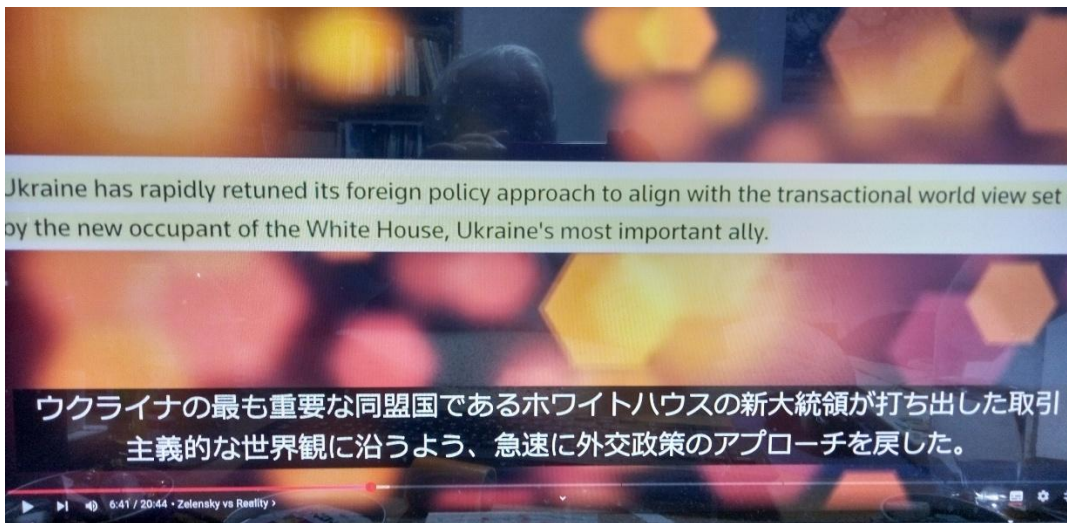 Ukraine has rapidly retuned its foreign policy approach to align with the transactional world view set
by the new occupant of the White House, Ukraine's most important ally.
ウクライナの最も重要な同盟国であるホワイトハウスの新大統領が打ち出した取引
主義的な世界観に沿うよう、急速に外交政策のアプローチを戻した。
6:41 / 20:44 • Zelensky vs Reality ›